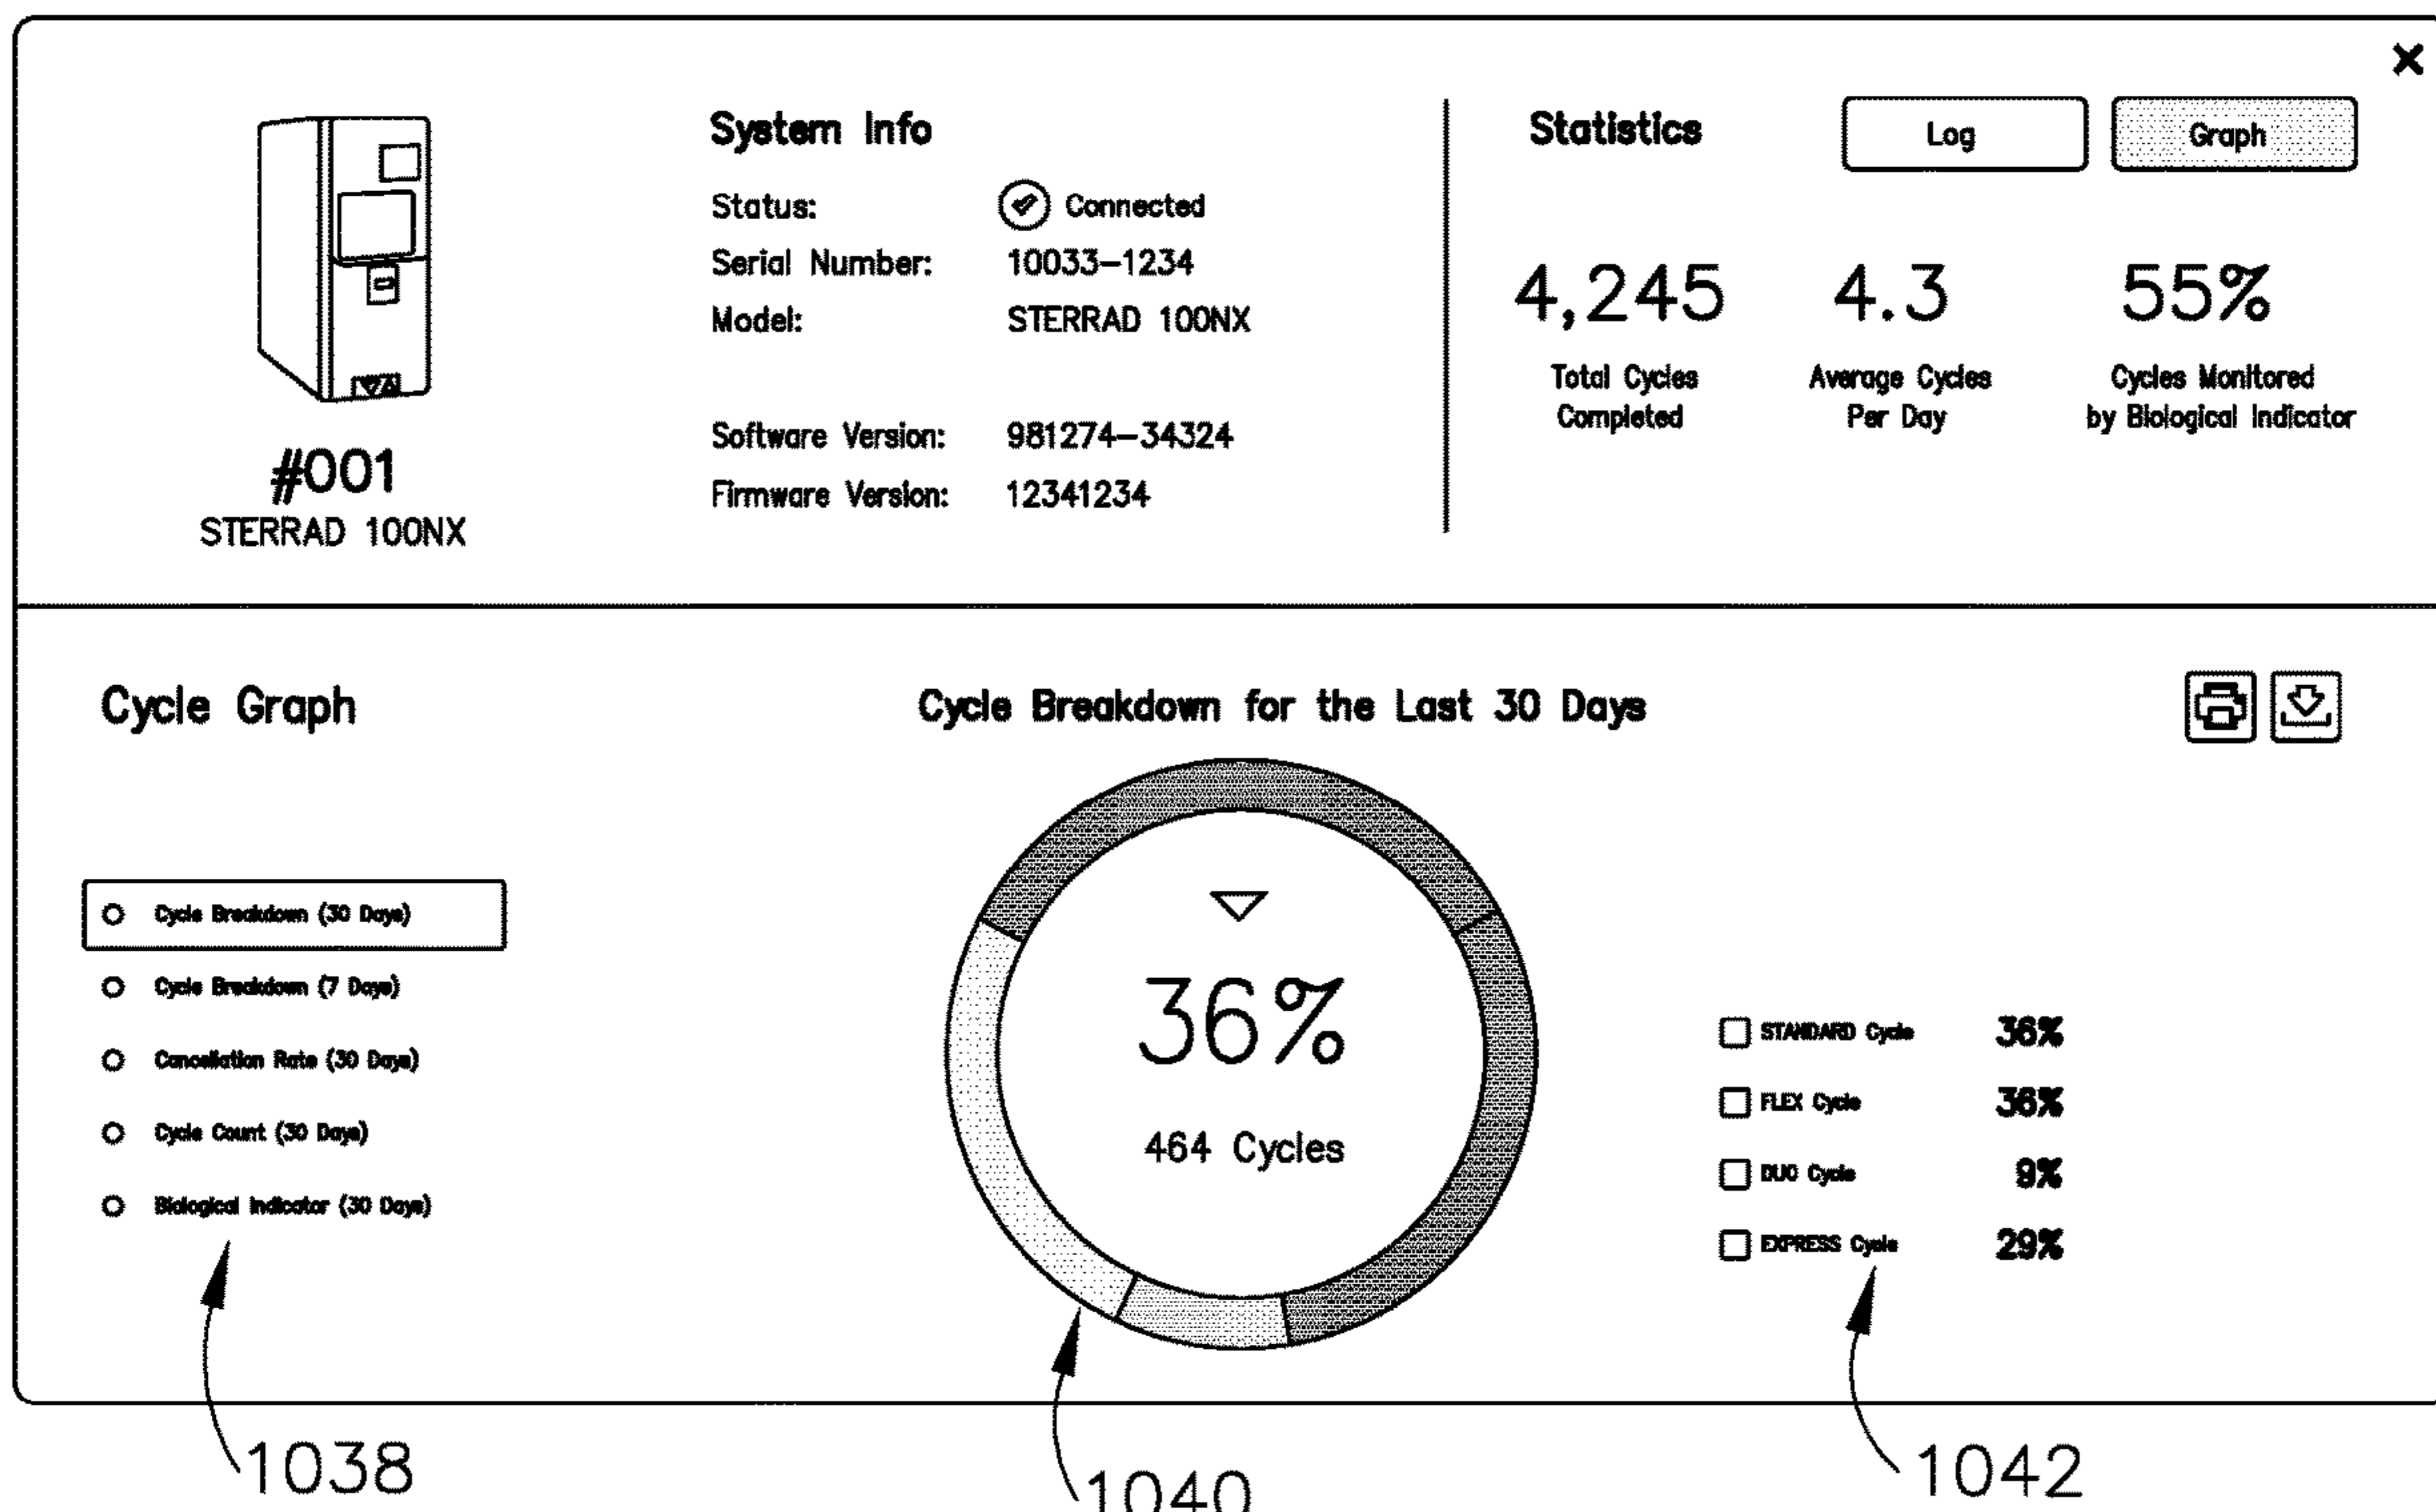 System Info
Status: Connected
Serial Number: 10033-1234
Model: STERRAD 100NX
Software Version: 981274-34324
Firmware Version: 12341234
#001
STERRAD 100NX
Statistics
Log
Graph
4,245
Total Cycles
Completed
4.3
Average Cycles
Per Day
55%
Cycles Monitored
by Biological Indicator
Cycle Graph
Cycle Breakdown (30 Days)
Cycle Breakdown (7 Days)
Cancellation Rate (30 Days)
Cycle Count (30 Days)
Biological Indicator (30 Days)
Cycle Breakdown for the Last 30 Days
36%
464 Cycles
STANDARD Cycle 36%
FLEX Cycle 36%
DUO Cycle 9%
EXPRESS Cycle 29%
1038
1040
1042